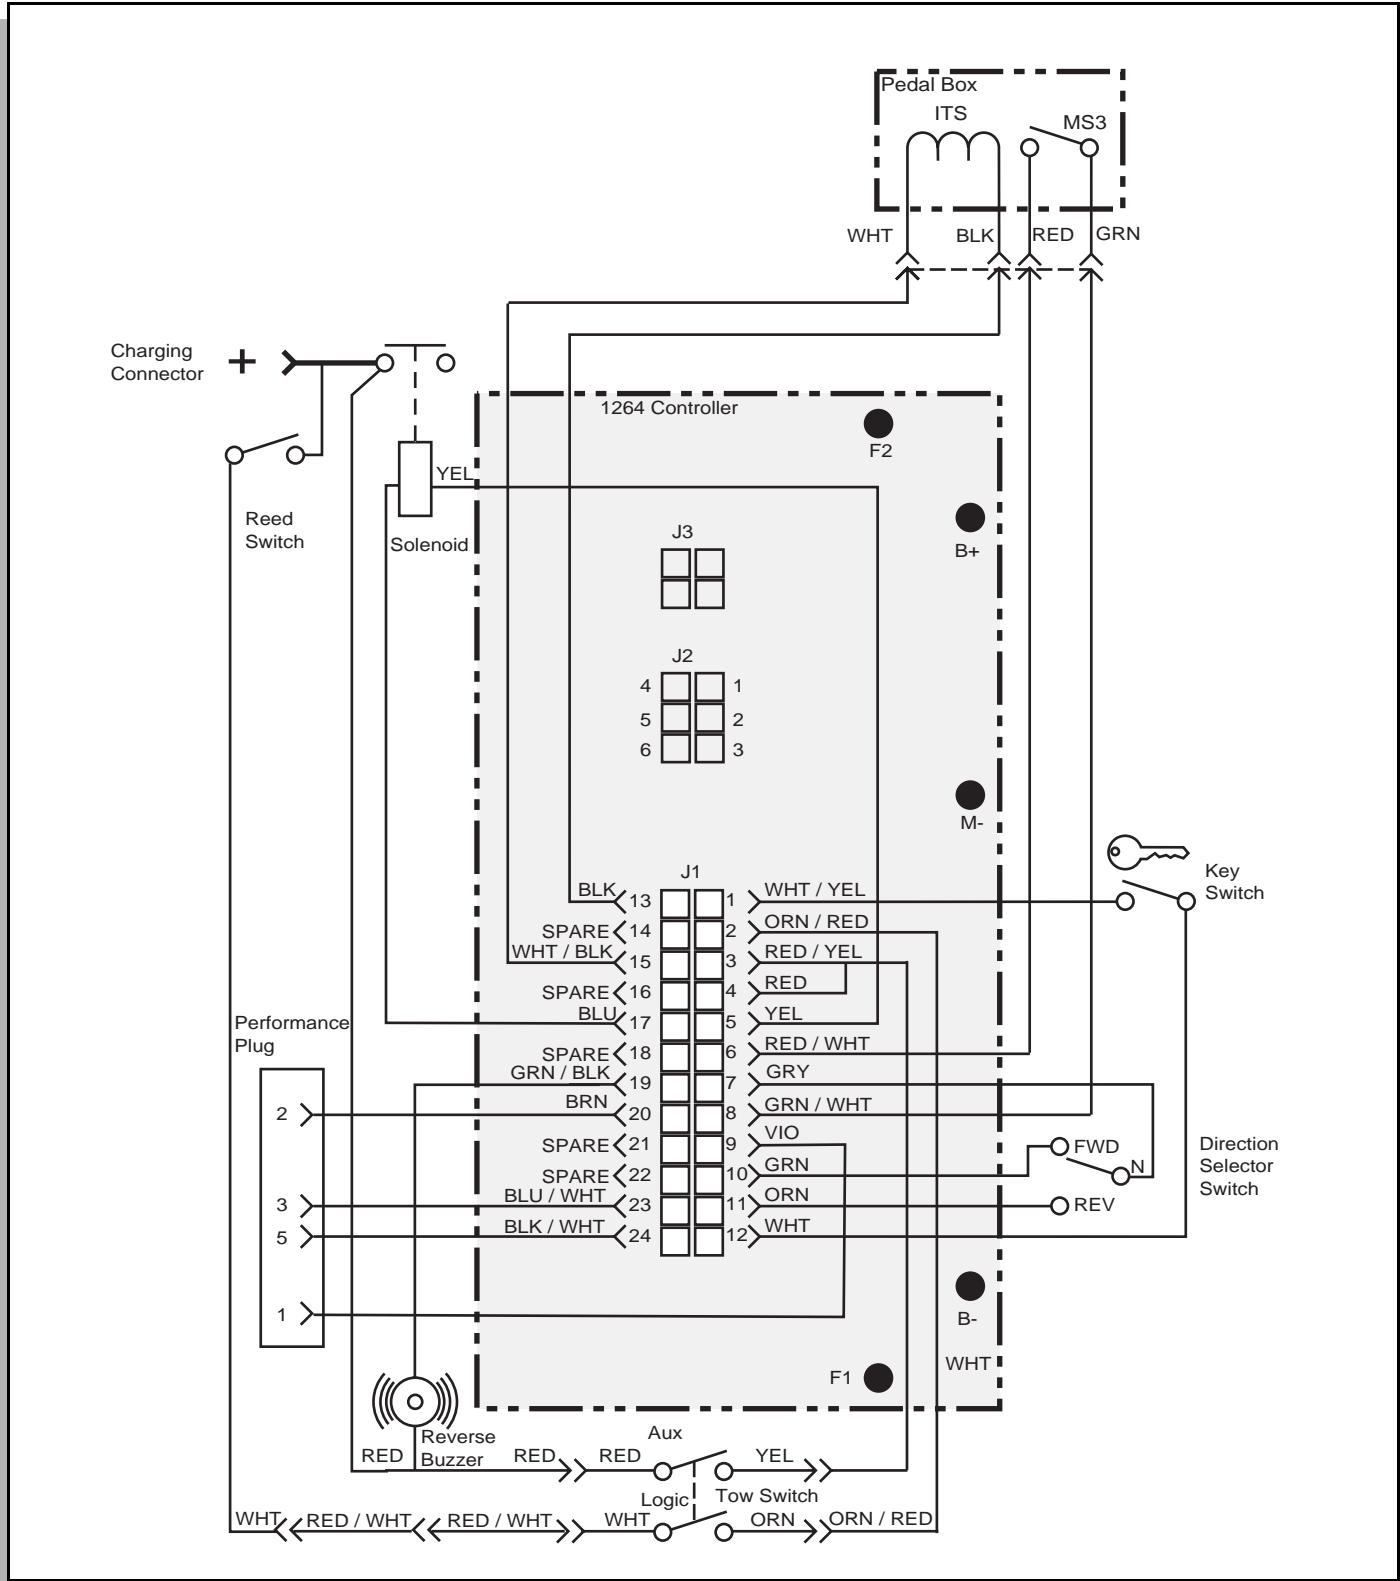 Pedal Box
ITS
MS3
WHT
BLK
RED
GRN
Charging
Connector
+
1264 Controller
F2
YEL
Reed
Switch
Solenoid
J3
B+
J2
4
1
5
2
6
3
M-
J1
Key
Switch
BLK
13
1
WHT / YEL
SPARE
14
2
ORN / RED
WHT / BLK
15
3
RED / YEL
SPARE
16
4
RED
BLU
17
5
YEL
SPARE
18
6
RED / WHT
GRN / BLK
19
7
GRY
BRN
20
8
GRN / WHT
SPARE
21
9
VIO
SPARE
22
10
GRN
BLU / WHT
23
11
ORN
BLK / WHT
24
12
WHT
Performance
Plug
2
3
5
1
FWD
N
REV
Direction
Selector
Switch
B-
WHT
F1
Reverse
Buzzer
Aux
RED
RED
RED
YEL
Logic
Tow Switch
WHT
RED / WHT
RED / WHT
WHT
ORN
ORN / RED